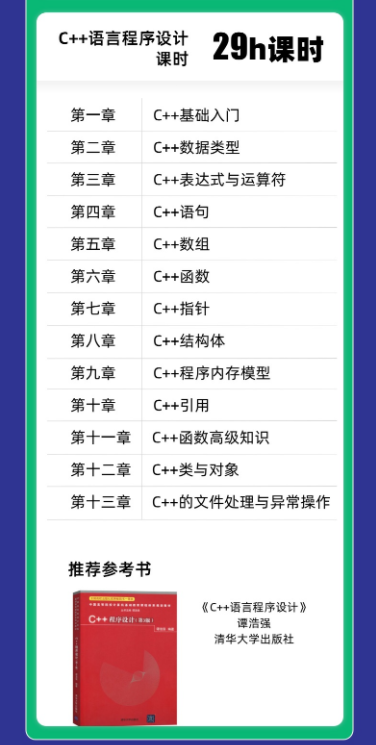 C++语言程序设计
课时
29h课时
第一章 C++基础入门
第二章 C++数据类型
第三章 C++表达式与运算符
第四章 C++语句
第五章 C++数组
第六章 C++函数
第七章 C++指针
第八章 C++结构体
第九章 C++程序内存模型
第十章 C++引用
第十一章 C++函数高级知识
第十二章 C++类与对象
第十三章 C++的文件处理与异常操作
推荐参考书
C++程序设计
《C++语言程序设计》
谭浩强
清华大学出版社